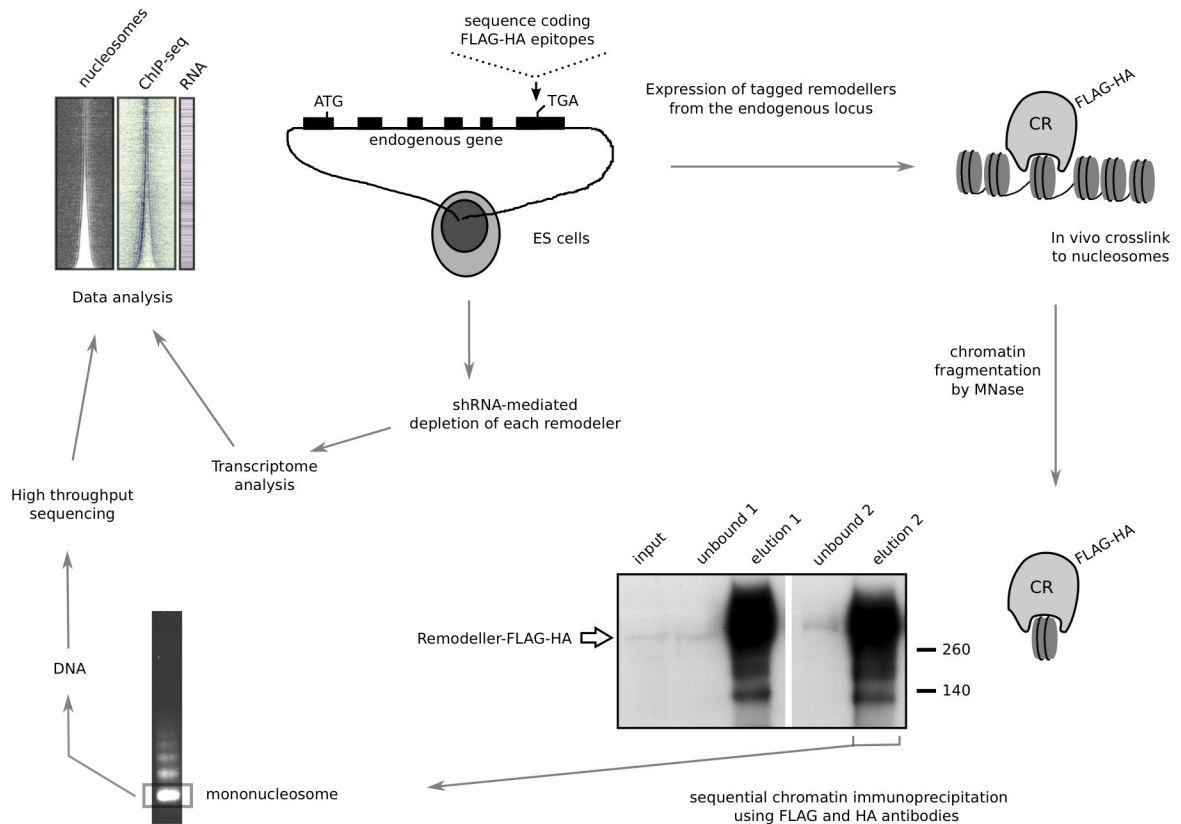 nucleosomes
ChIP-seq
RNA
Data analysis
sequence coding
FLAG-HA epitopes
ATG
TGA
endogenous gene
ES cells
Expression of tagged remodellers
from the endogenous locus
FLAG-HA
CR
In vivo crosslink
to nucleosomes
chromatin
fragmentation
by MNase
shRNA-mediated
depletion of each remodeler
Transcriptome
analysis
High throughput
sequencing
DNA
mononucleosome
input
unbound 1
elution 1
unbound 2
elution 2
Remodeller-FLAG-HA
260
140
FLAG-HA
CR
sequential chromatin immunoprecipitation
using FLAG and HA antibodies